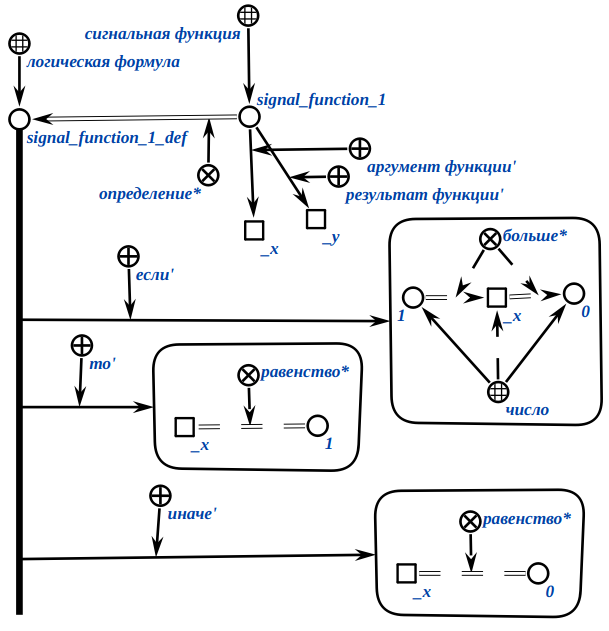 сигнальная функция
логическая формула
signal_function_1
signal_function_1_def
аргумент функции'
определение*
результат функции'
_y
_x
больше*
если'
1
_x
0
то'
равенство*
число
_x
1
иначе'
равенство*
_x
0